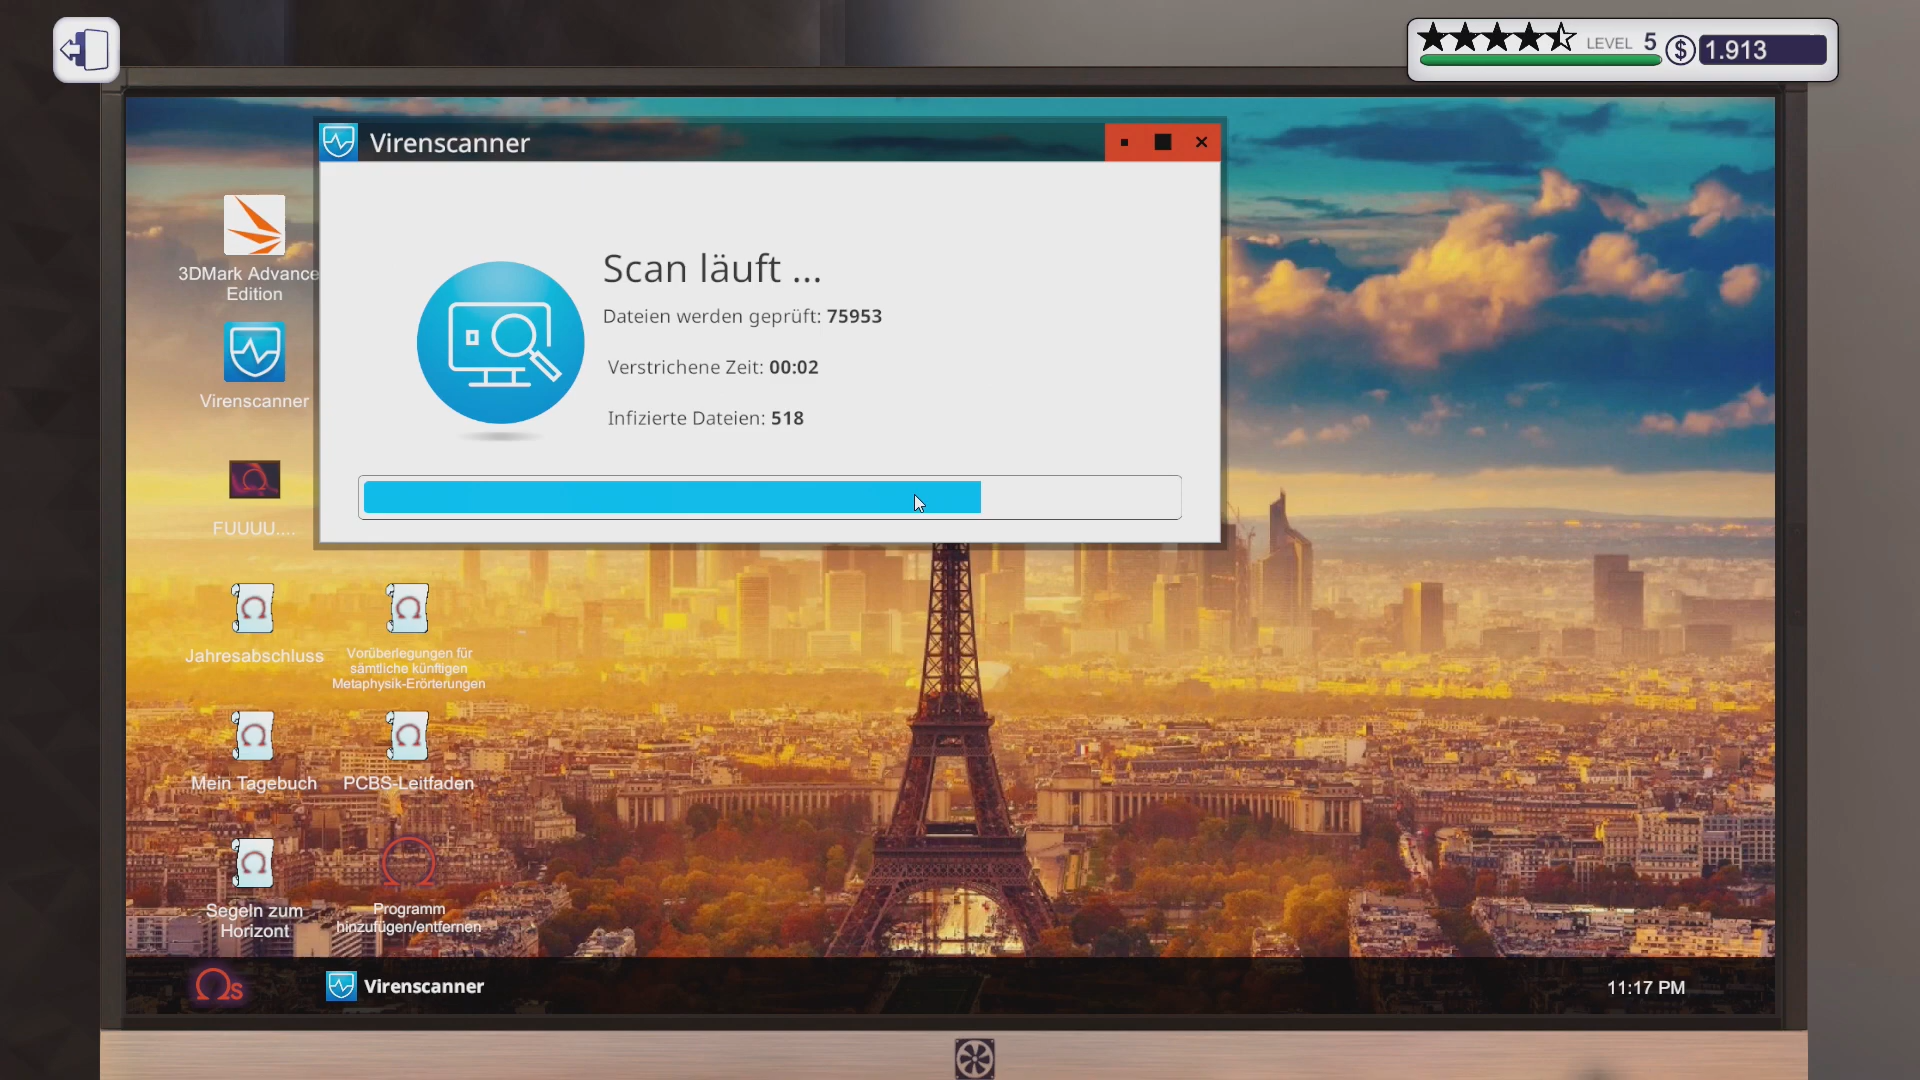 LEVEL 5
$ 1.913
Virenscanner
Scan läuft ...
Dateien werden geprüft: 75953
Verstrichene Zeit: 00:02
Infizierte Dateien: 518
3DMark Advance
Edition
Virenscanner
FUUUU....
Jahresabschluss
Vorüberlegungen für
sämtliche künftigen
Metaphysik-Erörterungen
Mein Tagebuch
PCBS-Leitfaden
Segeln zum
Horizont
Programm
hinzufügen/entfernen
Ωs
Virenscanner
11:17 PM